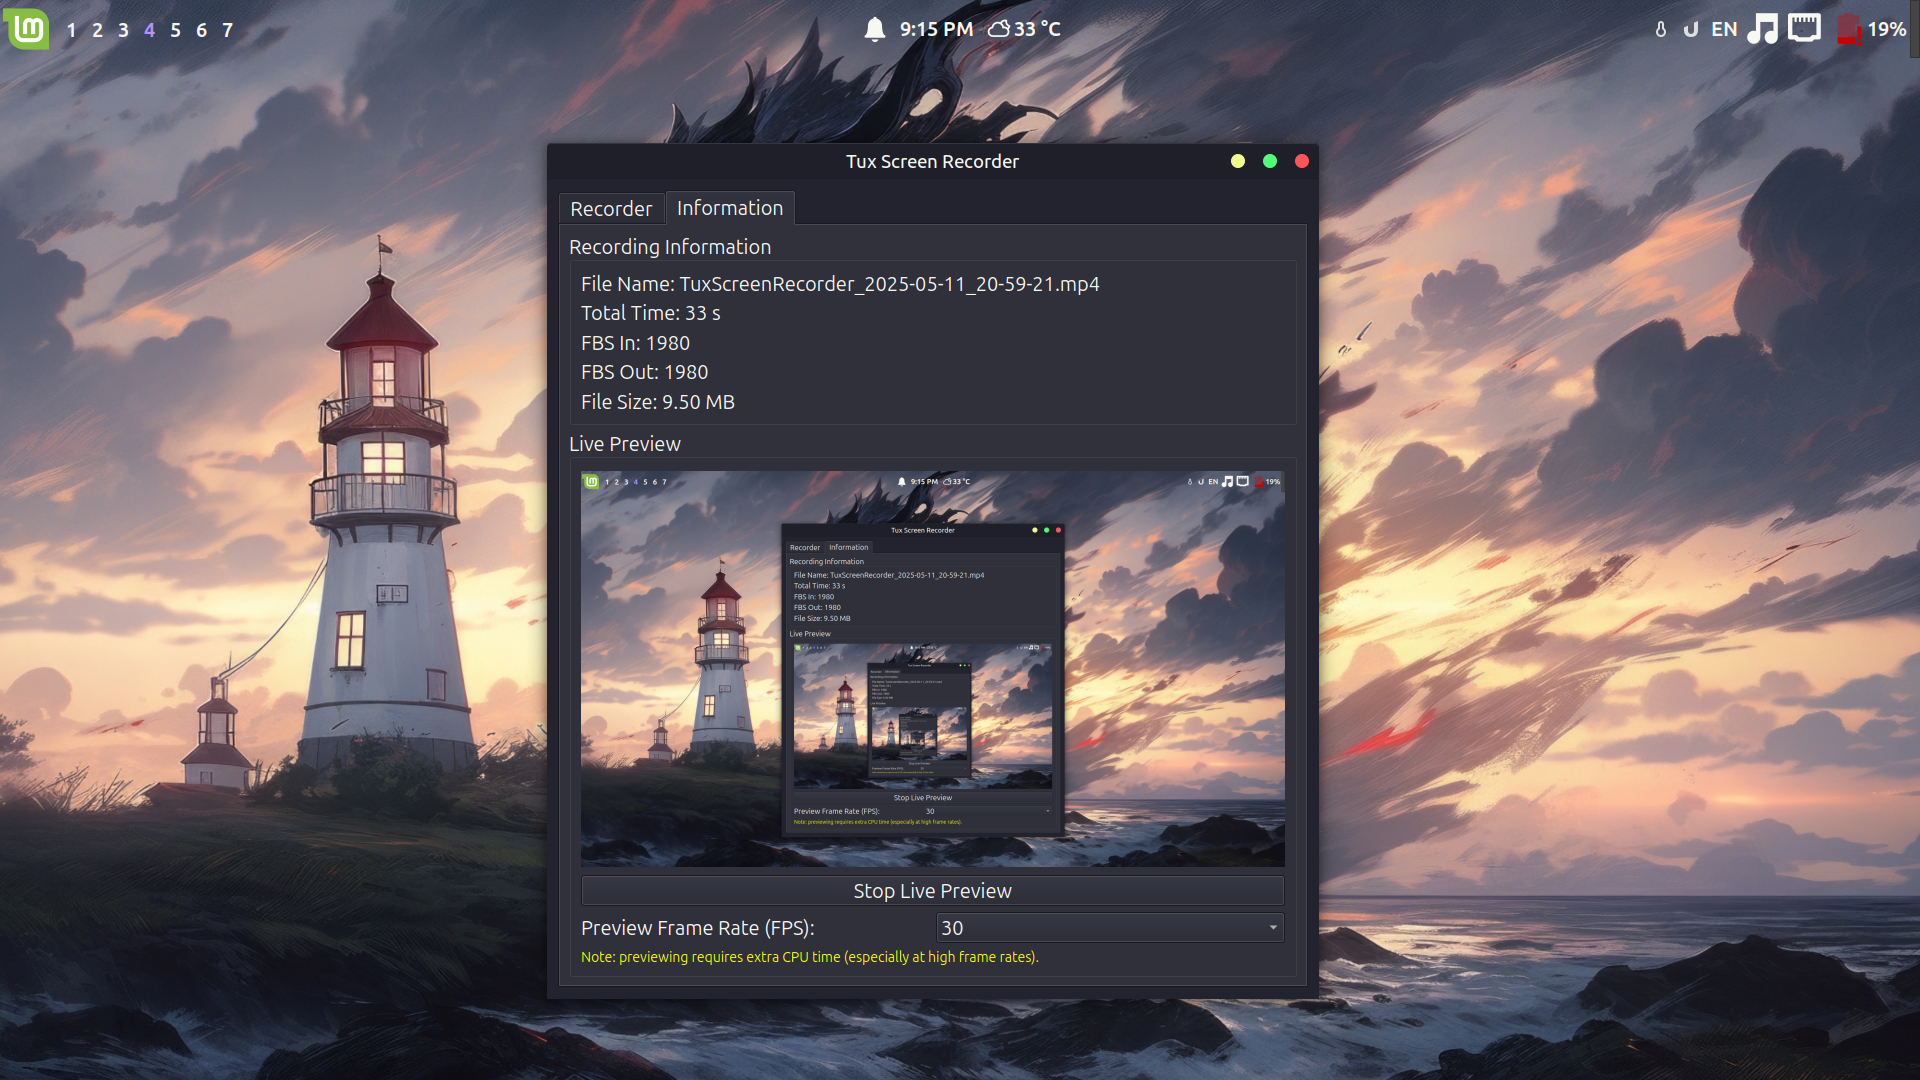 lm 1 2 3 4 5 6 7 9:15 PM 33 °C EN 19%
Tux Screen Recorder
Recorder Information
Recording Information
File Name: TuxScreenRecorder_2025-05-11_20-59-21.mp4
Total Time: 33 s
FBS In: 1980
FBS Out: 1980
File Size: 9.50 MB
Live Preview
lm 1 2 3 4 5 6 7 9:15 PM 33 °C EN 19%
Tux Screen Recorder
Recorder Information
Recording Information
File Name: TuxScreenRecorder_2025-05-11_20-59-21.mp4
Total Time: 33 s
FBS In: 1980
FBS Out: 1980
File Size: 9.50 MB
Live Preview
Tux Screen Recorder
Stop Live Preview
Preview Frame Rate (FPS): 30
Note: previewing requires extra CPU time (especially at high frame rates).
Stop Live Preview
Preview Frame Rate (FPS): 30
Note: previewing requires extra CPU time (especially at high frame rates).